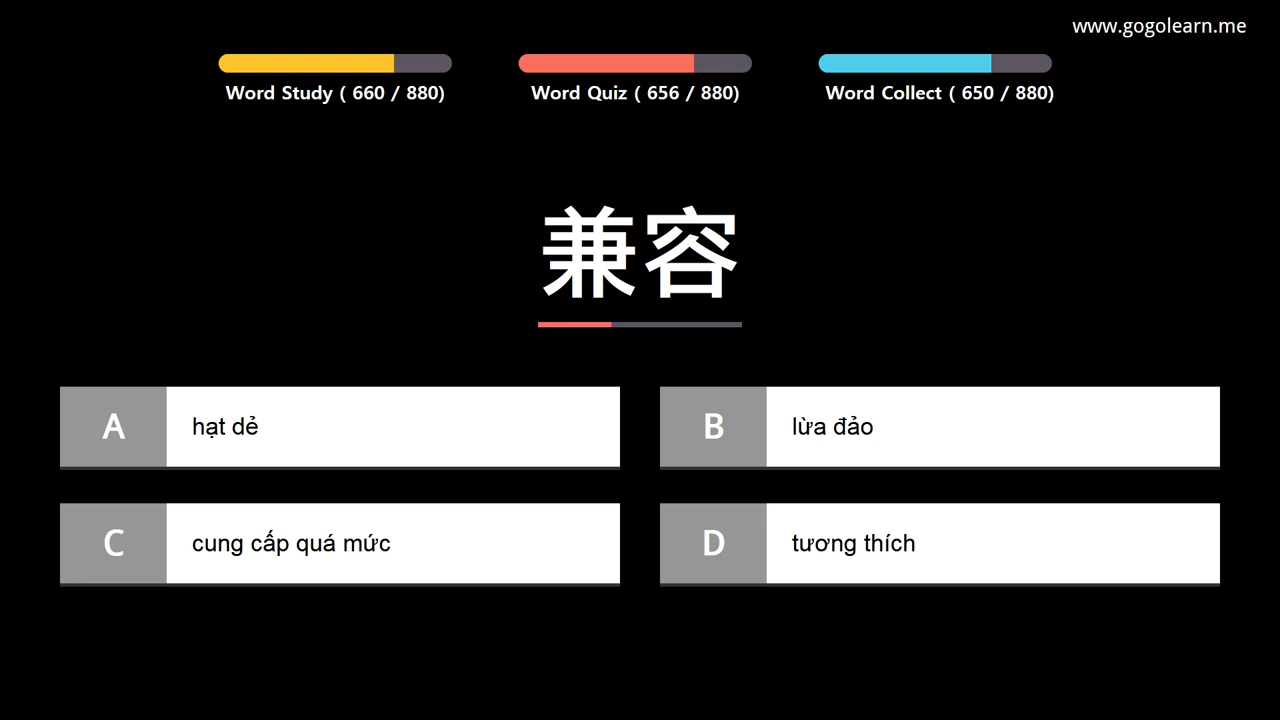 www.gogolearn.me
Word Study ( 660 / 880)
Word Quiz ( 656 / 880)
Word Collect ( 650 / 880)
兼容
A hạt dẻ
B lừa đảo
C cung cấp quá mức
D tương thích